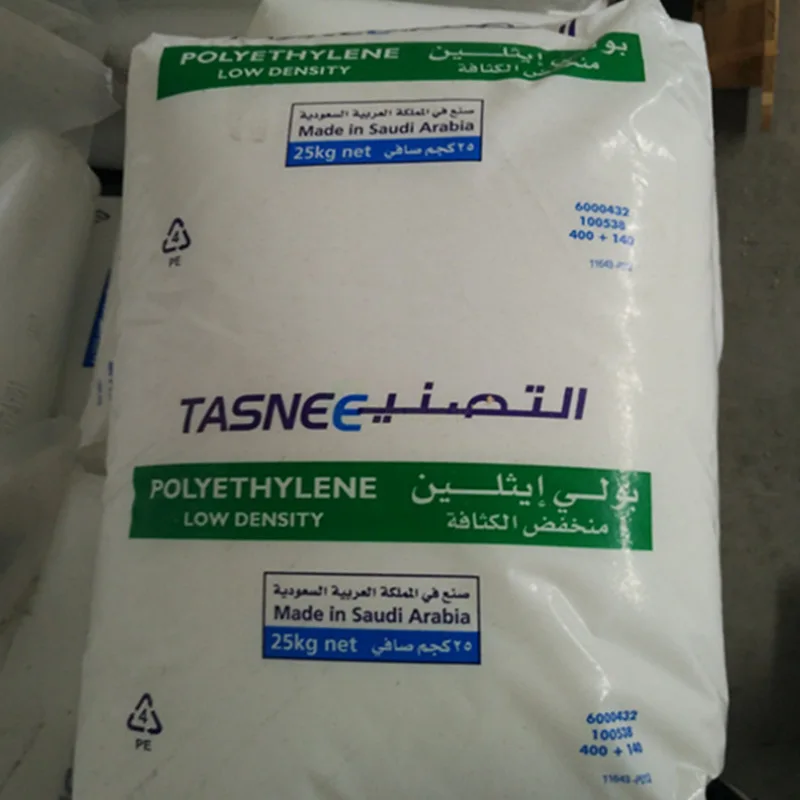 POLYETHYLENE بولي إيثلين
LOW DENSITY منخفض الكثافة
صنع في المملكة العربية السعودية
Made in Saudi Arabia
25kg net ٢٥ كجم صافي
6000432
100538
400 + 140
4
PE
TASNEE التصنيع
POLYETHYLENE بولي إيثلين
LOW DENSITY منخفض الكثافة
صنع في المملكة العربية السعودية
Made in Saudi Arabia
25kg net ٢٥ كجم صافي
4
PE
6000432
100538
400 + 140